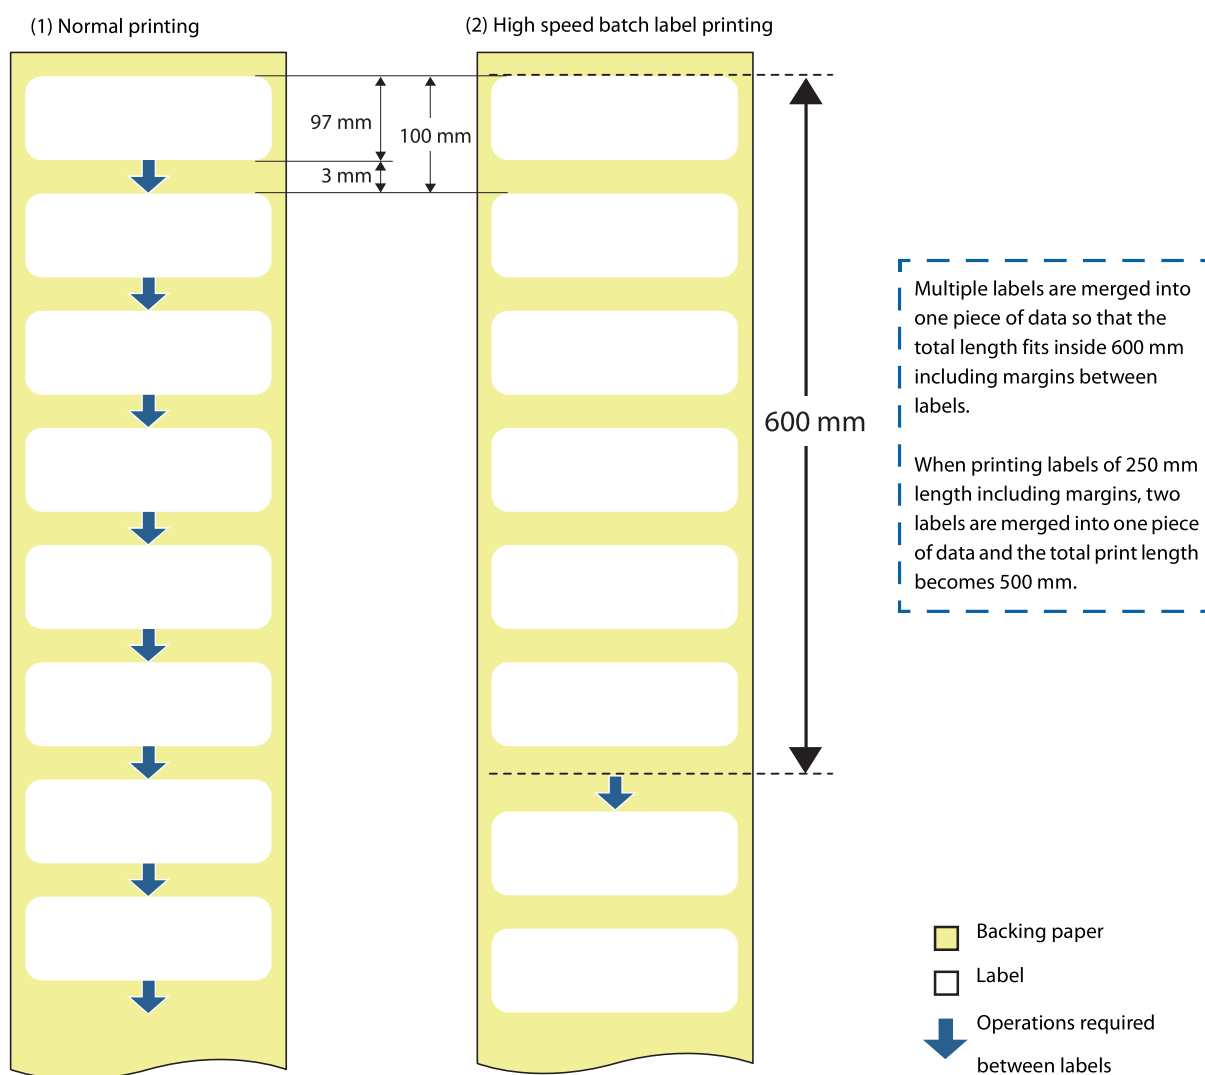 (1) Normal printing
(2) High speed batch label printing
97 mm
100 mm
3 mm
600 mm
Multiple labels are merged into
one piece of data so that the
total length fits inside 600 mm
including margins between
labels.
When printing labels of 250 mm
length including margins, two
labels are merged into one piece
of data and the total print length
becomes 500 mm.
Backing paper
Label
Operations required
between labels